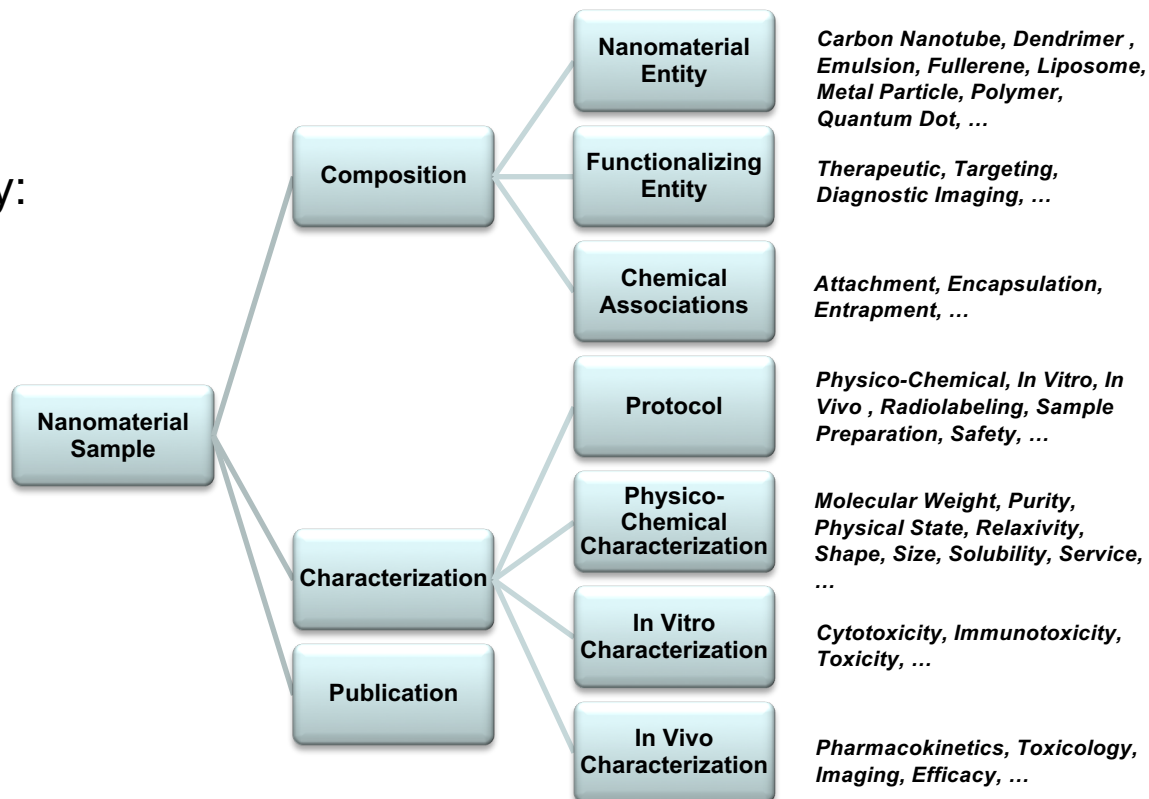 y:
Nanomaterial
Sample
Composition
Characterization
Publication
Nanomaterial
Entity
Carbon Nanotube, Dendrimer ,
Emulsion, Fullerene, Liposome,
Metal Particle, Polymer,
Quantum Dot, …
Functionalizing
Entity
Therapeutic, Targeting,
Diagnostic Imaging, …
Chemical
Associations
Attachment, Encapsulation,
Entrapment, …
Protocol
Physico-Chemical, In Vitro, In
Vivo , Radiolabeling, Sample
Preparation, Safety, …
Physico-
Chemical
Characterization
Molecular Weight, Purity,
Physical State, Relaxivity,
Shape, Size, Solubility, Service,
…
In Vitro
Characterization
Cytotoxicity, Immunotoxicity,
Toxicity, …
In Vivo
Characterization
Pharmacokinetics, Toxicology,
Imaging, Efficacy, …